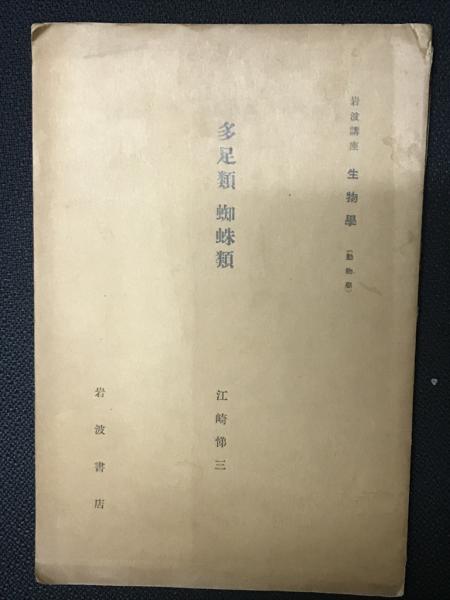 岩波講座 生物學 (動物學)
多足類 蜘蛛類
江崎悌三
岩波書店